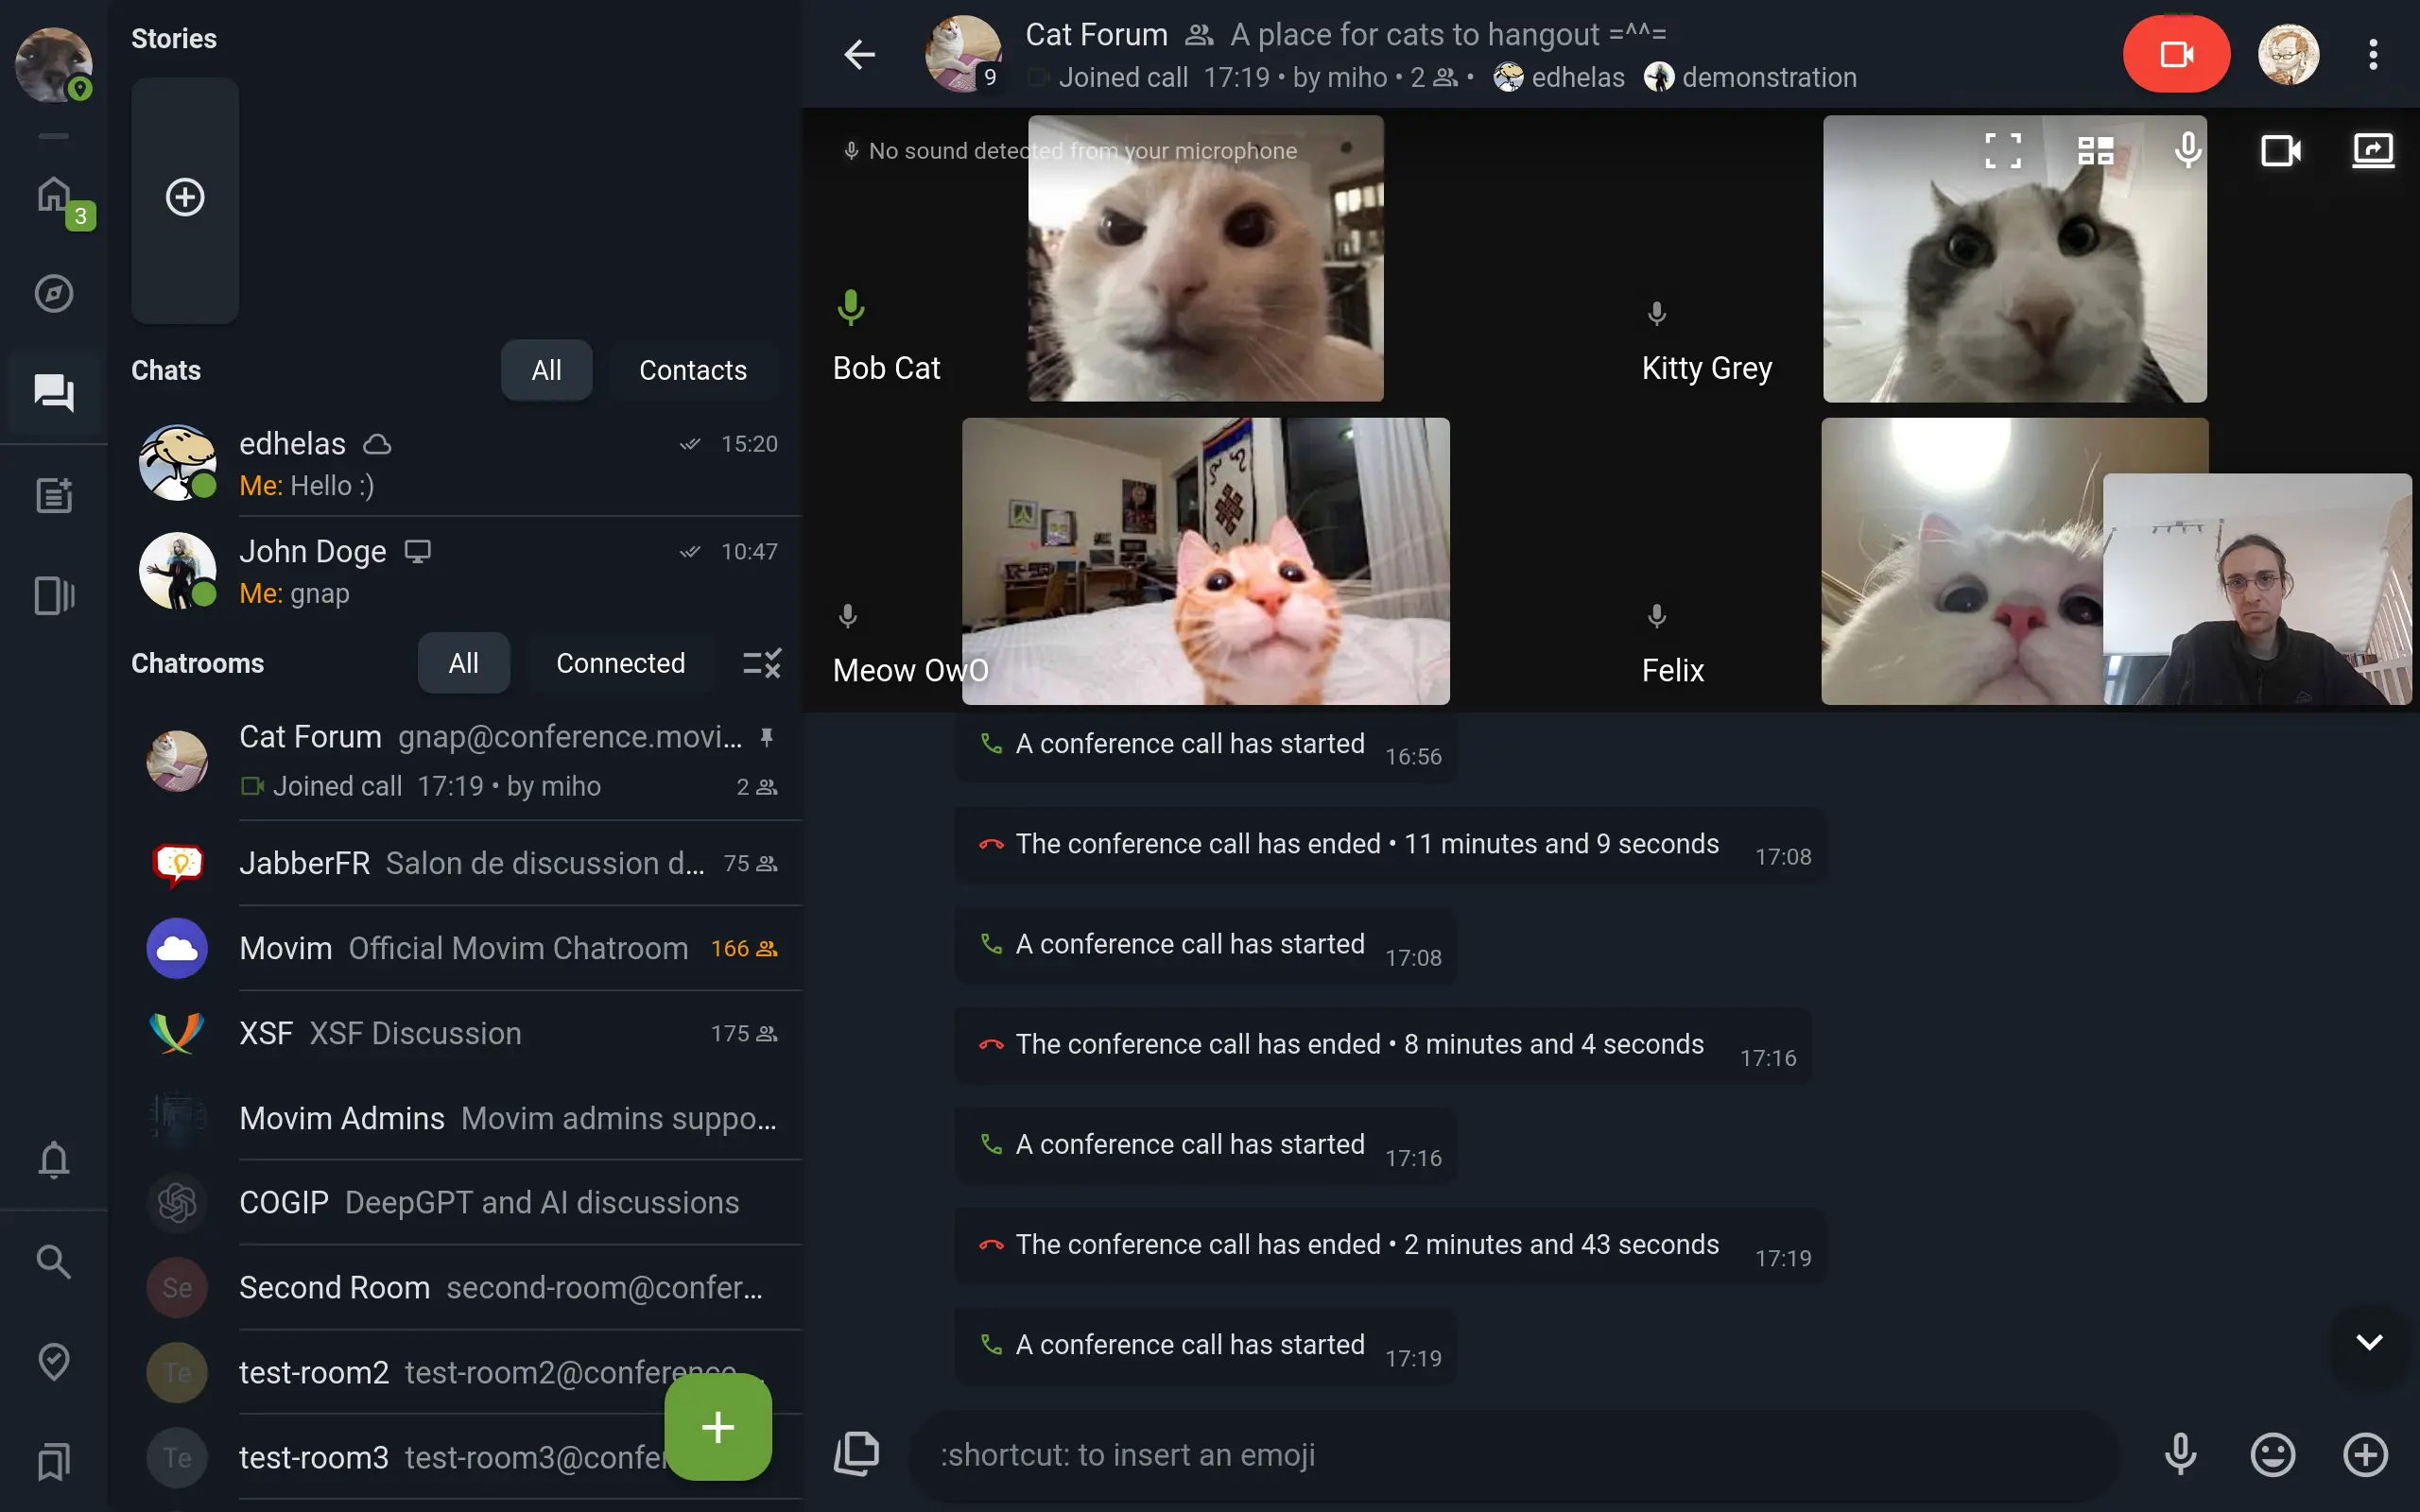 Stories
3
Chats
All
Contacts
edhelas
15:20
Me: Hello :)
John Doge
10:47
Me: gnap
Chatrooms
All
Connected
Cat Forum gnap@conference.movi...
Joined call 17:19 • by miho
2
JabberFR Salon de discussion d...
75
Movim Official Movim Chatroom
166
XSF XSF Discussion
175
Movim Admins Movim admins suppo...
COGIP DeepGPT and AI discussions
Se
Second Room second-room@confer...
Te
test-room2 test-room2@conference...
Te
test-room3 test-room3@confer
9
Cat Forum A place for cats to hangout =^^=
Joined call 17:19 • by miho • 2 • edhelas demonstration
No sound detected from your microphone
Bob Cat
Kitty Grey
Meow OwO
Felix
A conference call has started 16:56
The conference call has ended • 11 minutes and 9 seconds 17:08
A conference call has started 17:08
The conference call has ended • 8 minutes and 4 seconds 17:16
A conference call has started 17:16
The conference call has ended • 2 minutes and 43 seconds 17:19
A conference call has started 17:19
:shortcut: to insert an emoji